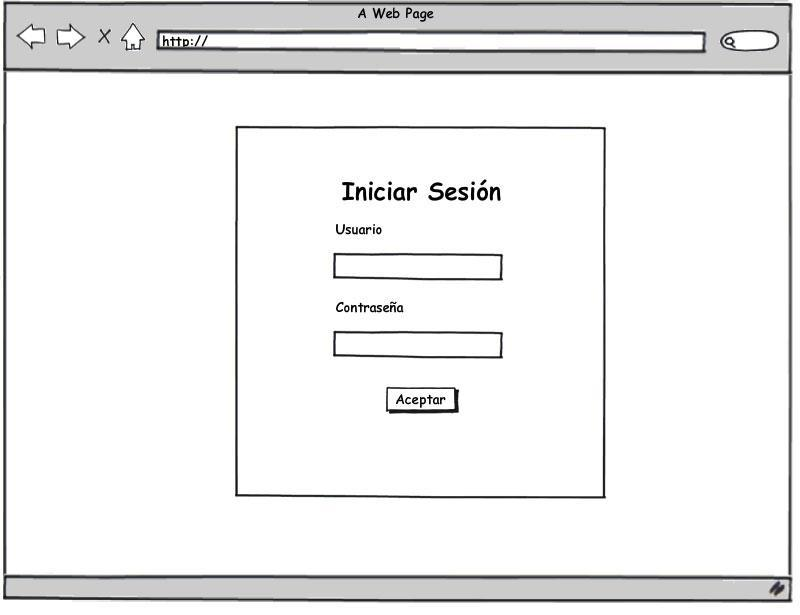 A Web Page
http://
Iniciar Sesión
Usuario
Contraseña
Aceptar